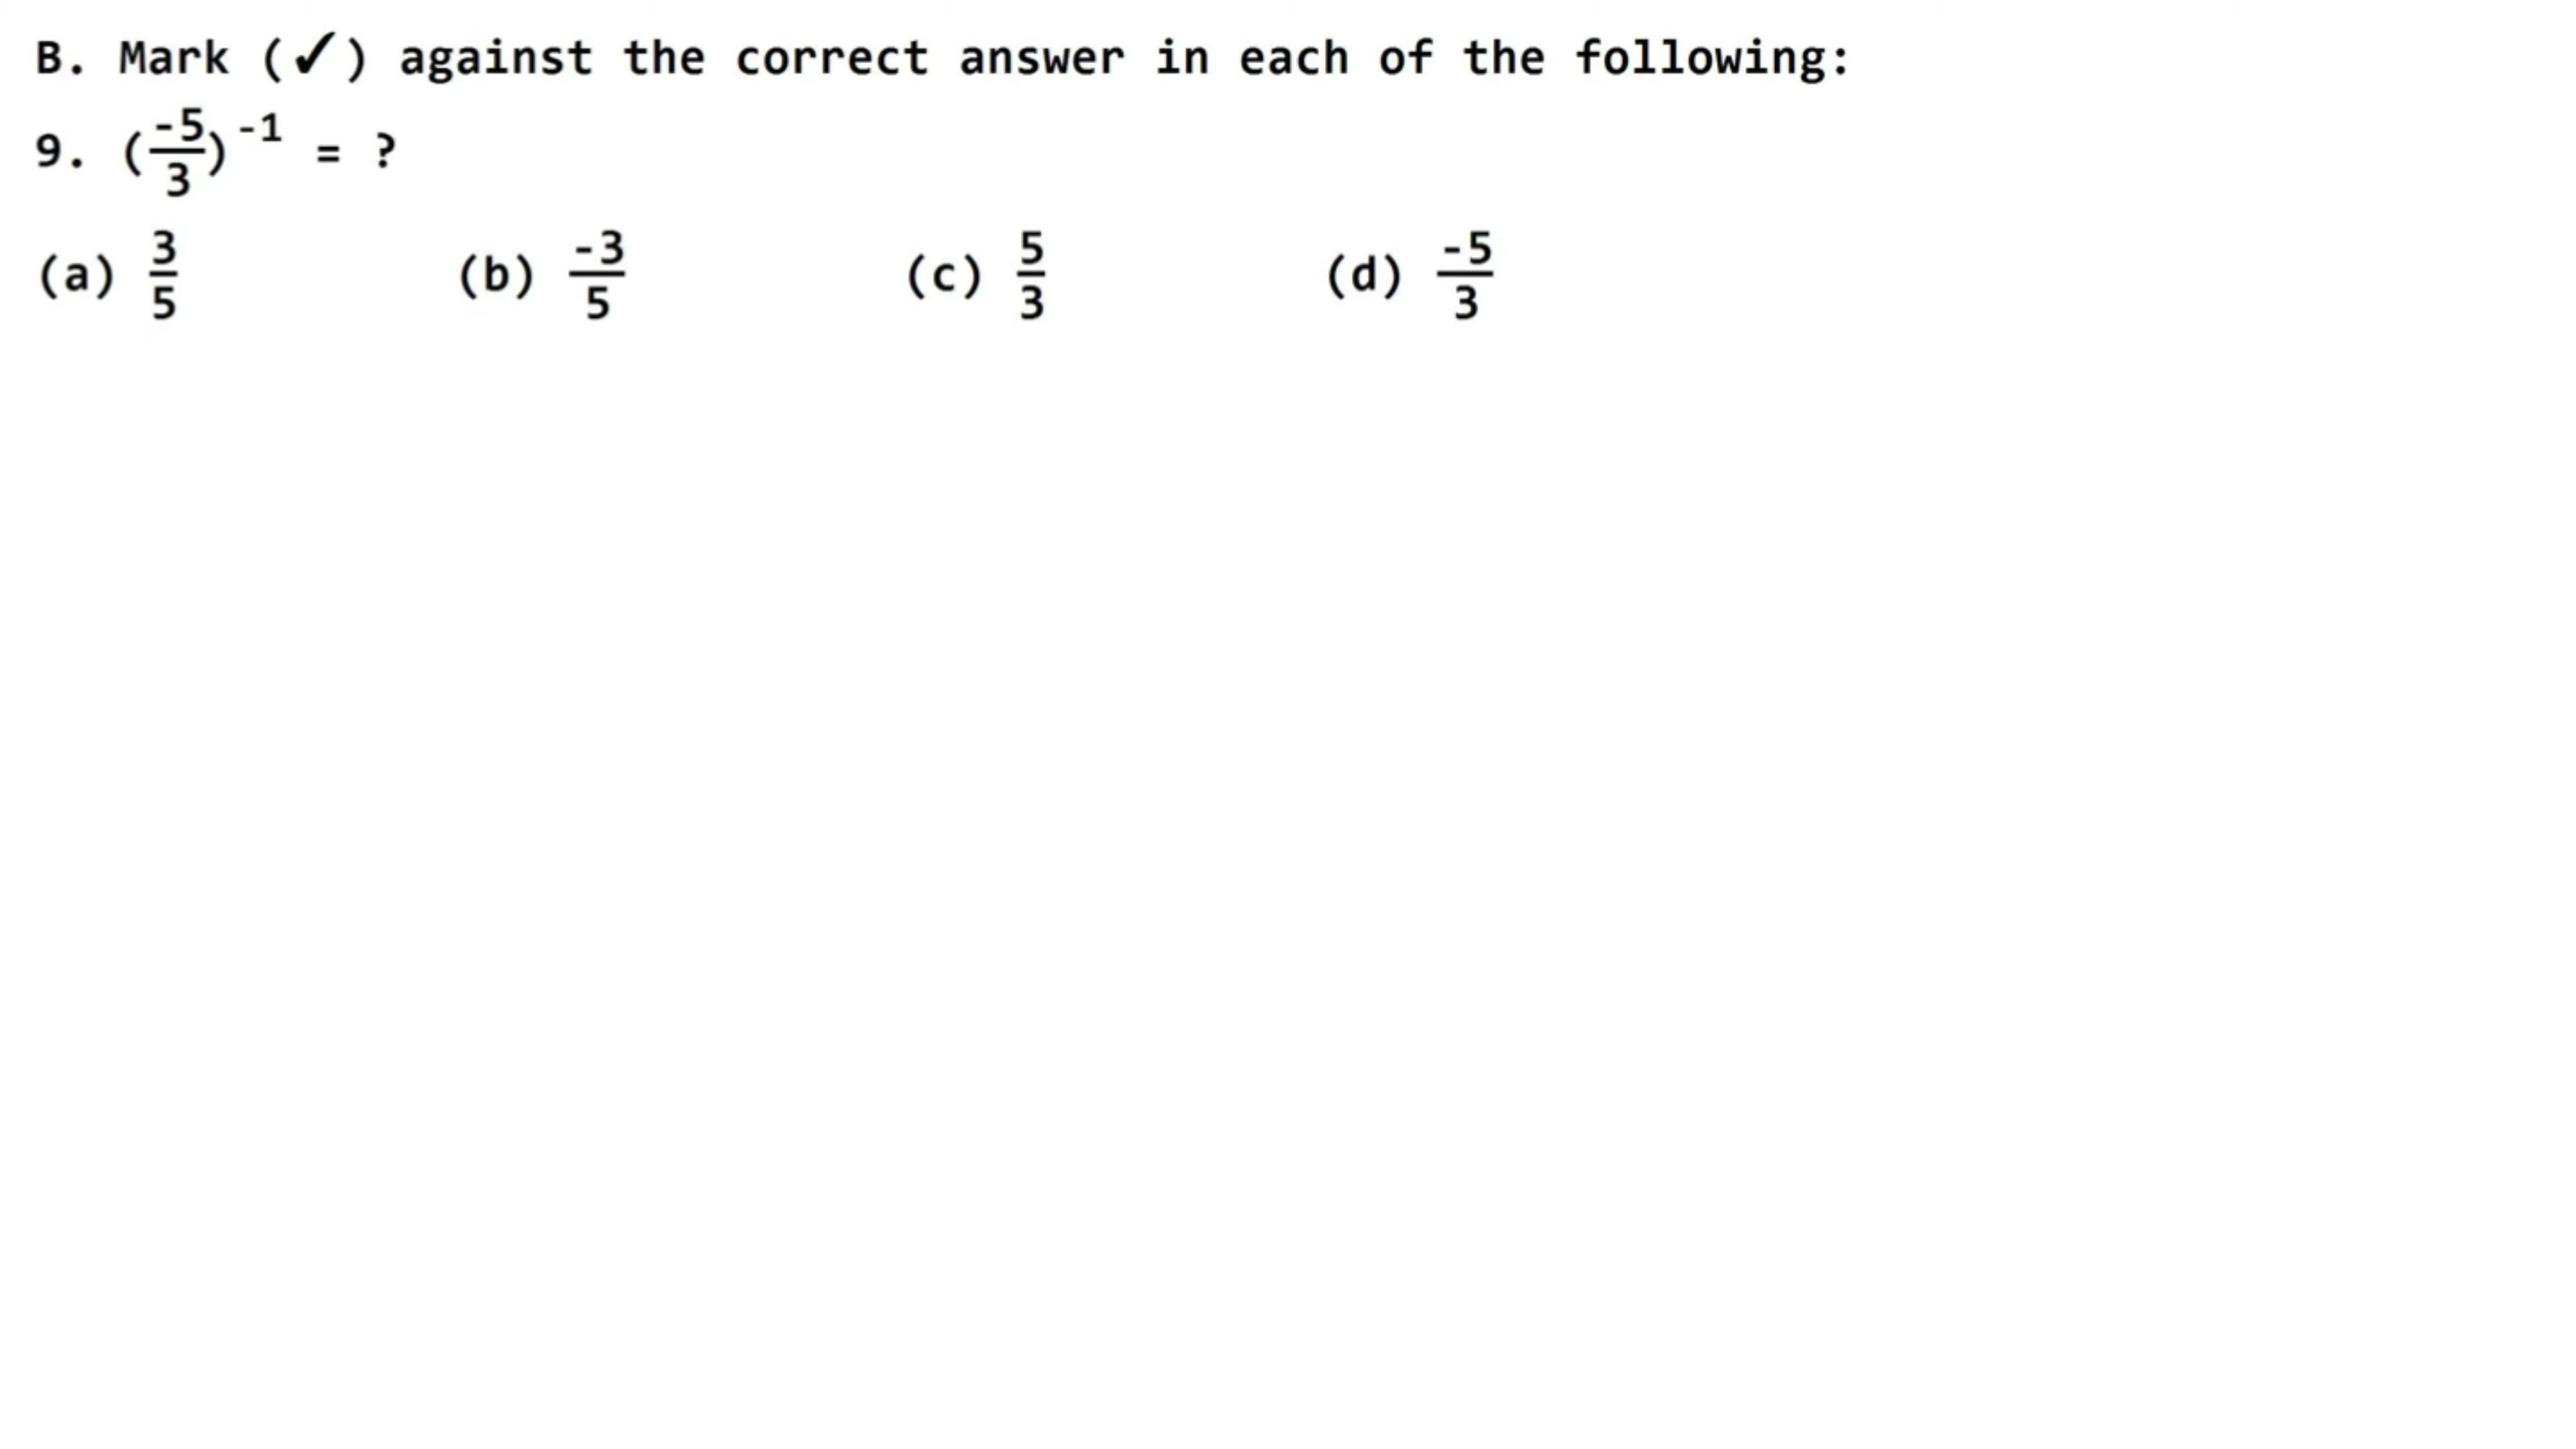 B. Mark (✓) against the correct answer in each of the following:
9. (-5/3)^-1 = ?
(a) 3/5 (b) -3/5 (c) 5/3 (d) -5/3